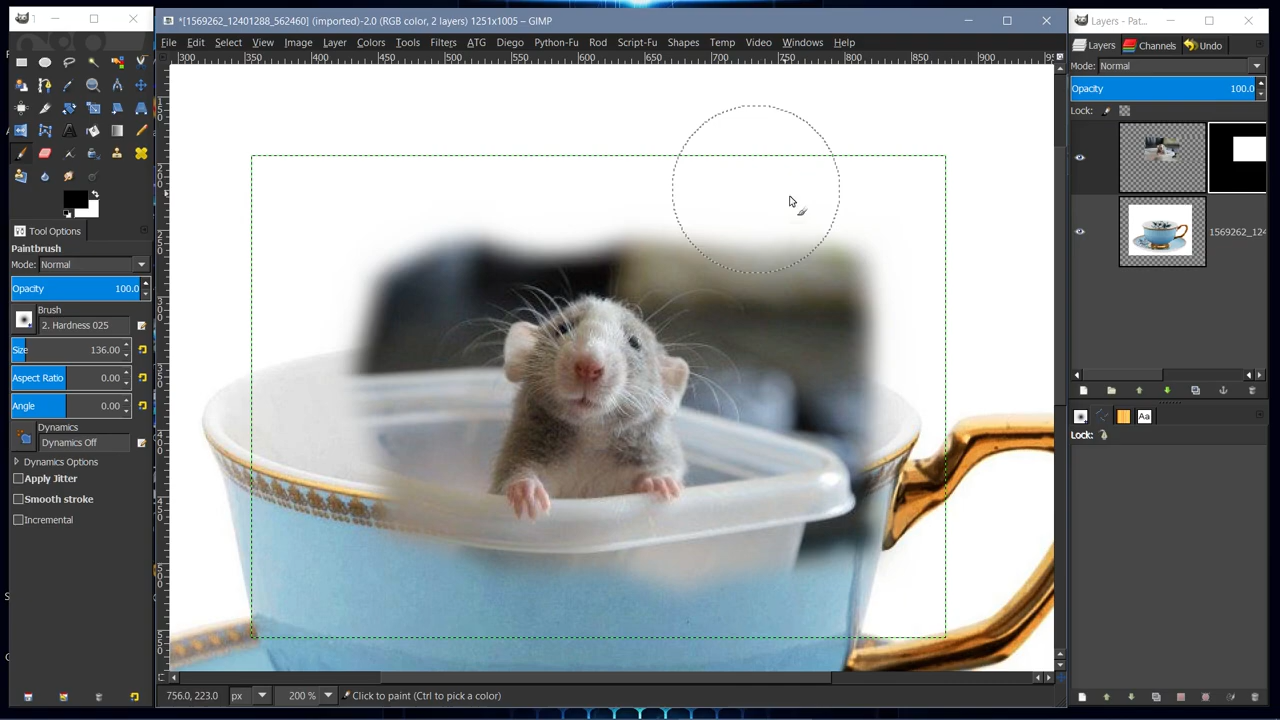 *[1569262_12401288_562460] (imported)-2.0 (RGB color, 2 layers) 1251x1005 – GIMP
Layers - Pat...
File Edit Select View Image Layer Colors Tools Filters ATG Diego Python-Fu Rod Script-Fu Shapes Temp Video Windows Help
Layers Channels Undo
300 350 400 450 500 550 600 650 700 750 800 850 900
Mode: Normal
Opacity 100.0
Lock:
Tool Options
Paintbrush
Mode: Normal
Opacity 100.0
Brush
2. Hardness 025
Size 136.00
Aspect Ratio 0.00
Angle 0.00
Dynamics
Dynamics Off
Dynamics Options
Apply Jitter
Smooth stroke
Incremental
1569262_124
Aa
Lock:
756.0, 223.0 px 200 % Click to paint (Ctrl to pick a color)